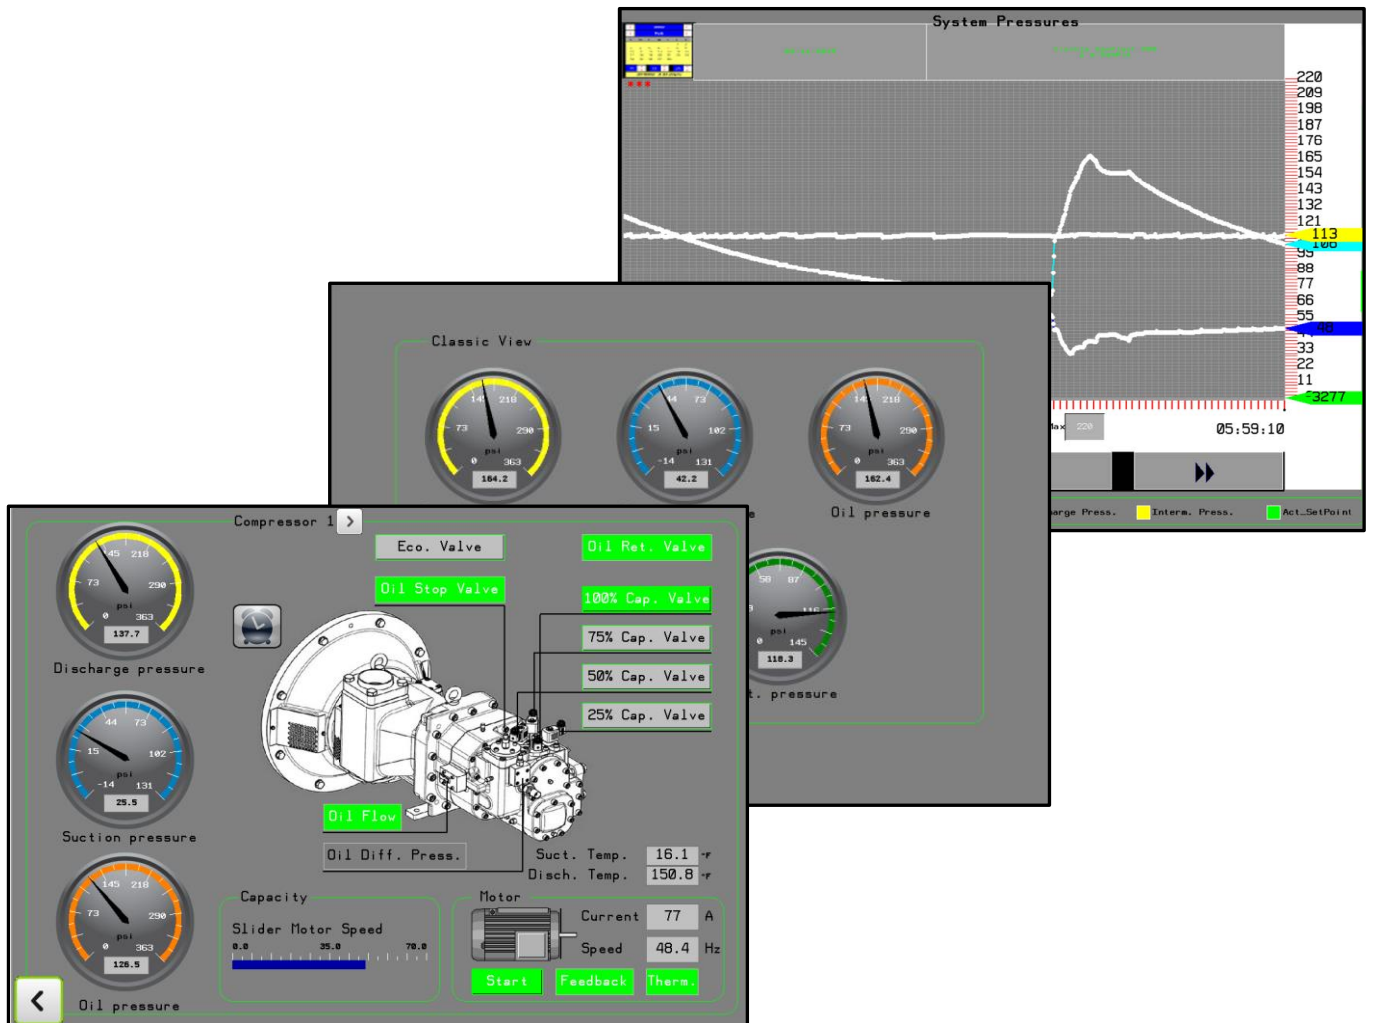 System Pressures
220
209
198
187
176
165
154
143
132
121
113
106
99
88
77
66
55
48
33
22
11
-3277
Max 220
05:59:10
arge Press. Interm. Press. Act…SetPoint
Classic View
145 218
73 290
psi
0 363
164.2
44 73
15 102
psi
-14 131
42.2
145 218
73 290
psi
0 363
162.4
Oil pressure
58 87
116
psi
0 145
118.3
t. pressure
Compressor 1 >
Eco. Valve
Oil Ret. Valve
Oil Stop Valve
100% Cap. Valve
75% Cap. Valve
50% Cap. Valve
25% Cap. Valve
145 218
73 290
psi
0 363
137.7
Discharge pressure
44 73
15 102
psi
-14 131
25.5
Suction pressure
145 218
73 290
psi
0 363
126.5
Oil pressure
Oil Flow
Oil Diff. Press.
Suct. Temp. 16.1 °F
Disch. Temp. 150.8 °F
Capacity
Slider Motor Speed
0.0 35.0 70.0
Motor
Current 77 A
Speed 48.4 Hz
Start Feedback Therm.